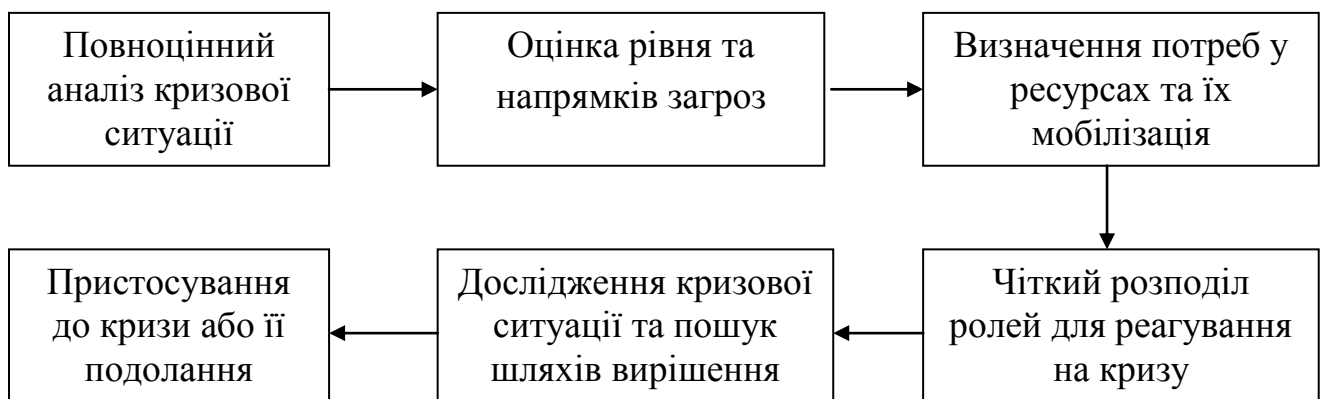 Повноцінний
аналіз кризової
ситуації
Оцінка рівня та
напрямків загроз
Визначення потреб у
ресурсах та їх
мобілізація
Чіткий розподіл
ролей для реагування
на кризу
Дослідження кризової
ситуації та пошук
шляхів вирішення
Пристосування
до кризи або її
подолання